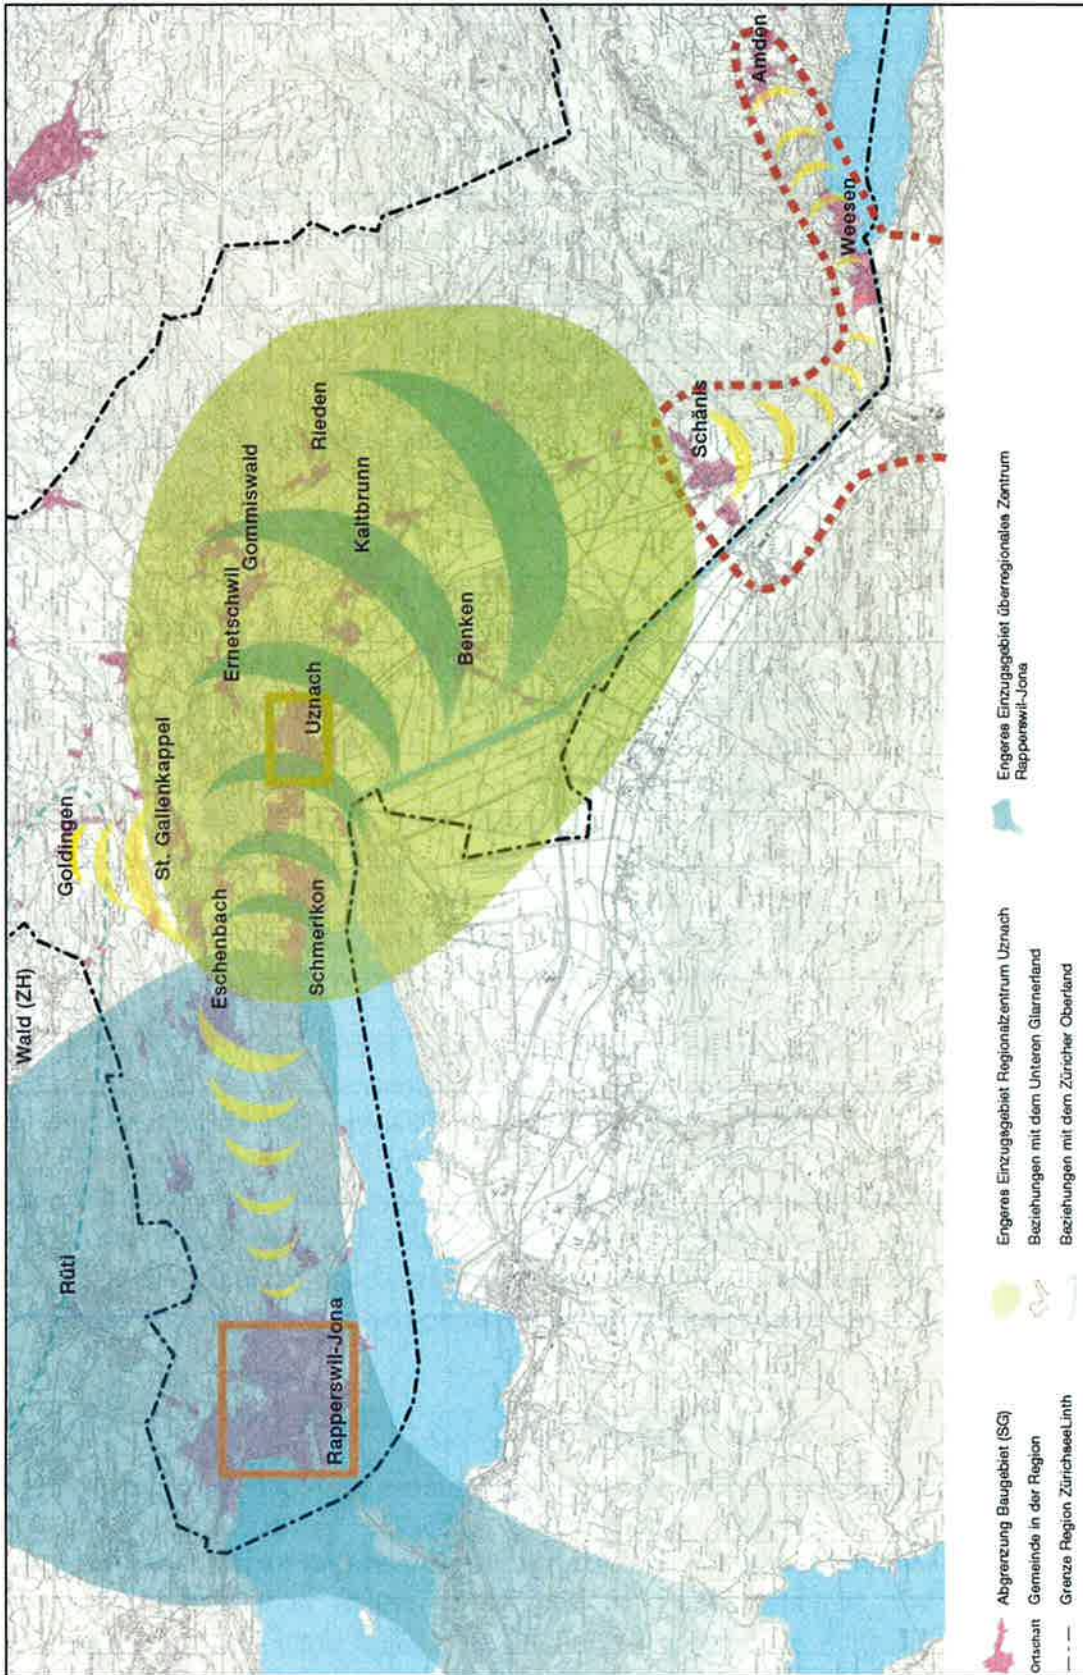 Wald (ZH)
Goldingen
Rüti
St. Gallenkappel
Eschenbach
Ernetschwil
Gommiswald
Rieden
Uznach
Schmerikon
Kaltbrunn
Rapperswil-Jona
Benken
Schänis
Amden
Weesen
Abgrenzung Baugebiet (SG)
Ortschaft Gemeinde in der Region
Grenze Region ZürichseeLinth
Engeres Einzugsgebiet Regionalzentrum Uznach
Beziehungen mit dem Unteren Glarnerland
Beziehungen mit dem Züricher Oberland
Engeres Einzugsgebiet überregionales Zentrum
Rapperswil-Jona